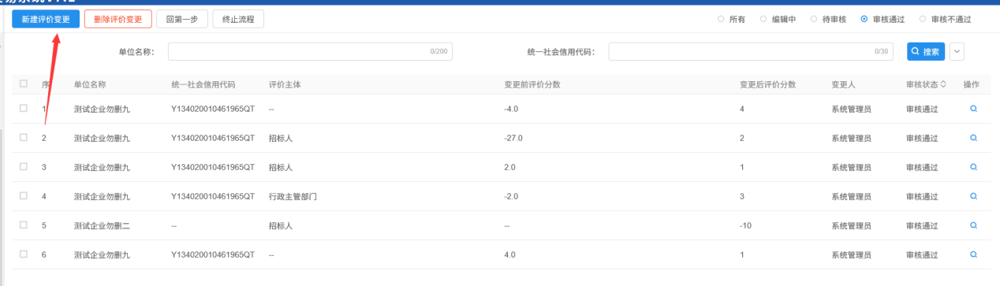 新建评价变更 删除评价变更 回第一步 终止流程 所有 编辑中 待审核 审核通过 审核不通过
单位名称: 0/200 统一社会信用代码: 0/30 搜索
序 单位名称 统一社会信用代码 评价主体 变更前评价分数 变更后评价分数 变更人 审核状态 操作
1 测试企业勿删九 Y134020010461965QT -- -4.0 4 系统管理员 审核通过
2 测试企业勿删九 Y134020010461965QT 招标人 -27.0 2 系统管理员 审核通过
3 测试企业勿删九 Y134020010461965QT 招标人 2.0 1 系统管理员 审核通过
4 测试企业勿删九 Y134020010461965QT 行政主管部门 -2.0 3 系统管理员 审核通过
5 测试企业勿删二 -- 招标人 -- -10 系统管理员 审核通过
6 测试企业勿删九 Y134020010461965QT -- 4.0 1 系统管理员 审核通过